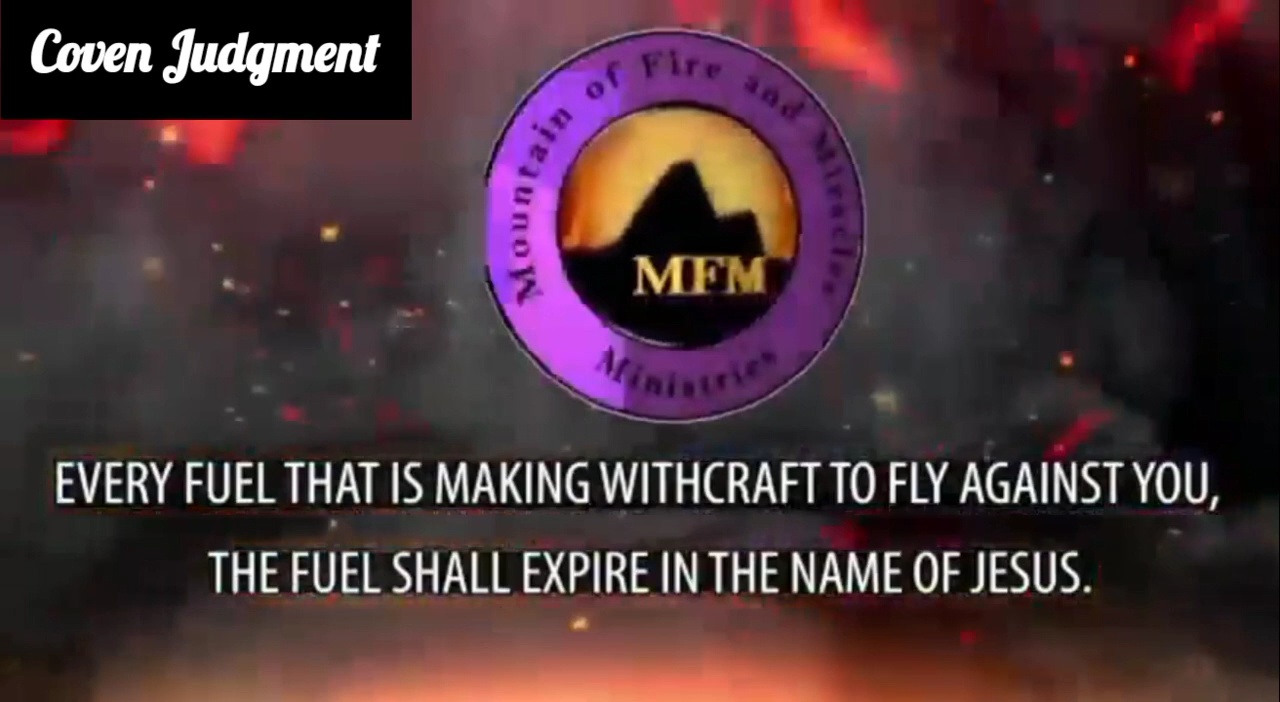 Coven Judgment
Mountain of Fire and Miracles
MFM
Ministries
EVERY FUEL THAT IS MAKING WITHCRAFT TO FLY AGAINST YOU,
THE FUEL SHALL EXPIRE IN THE NAME OF JESUS.